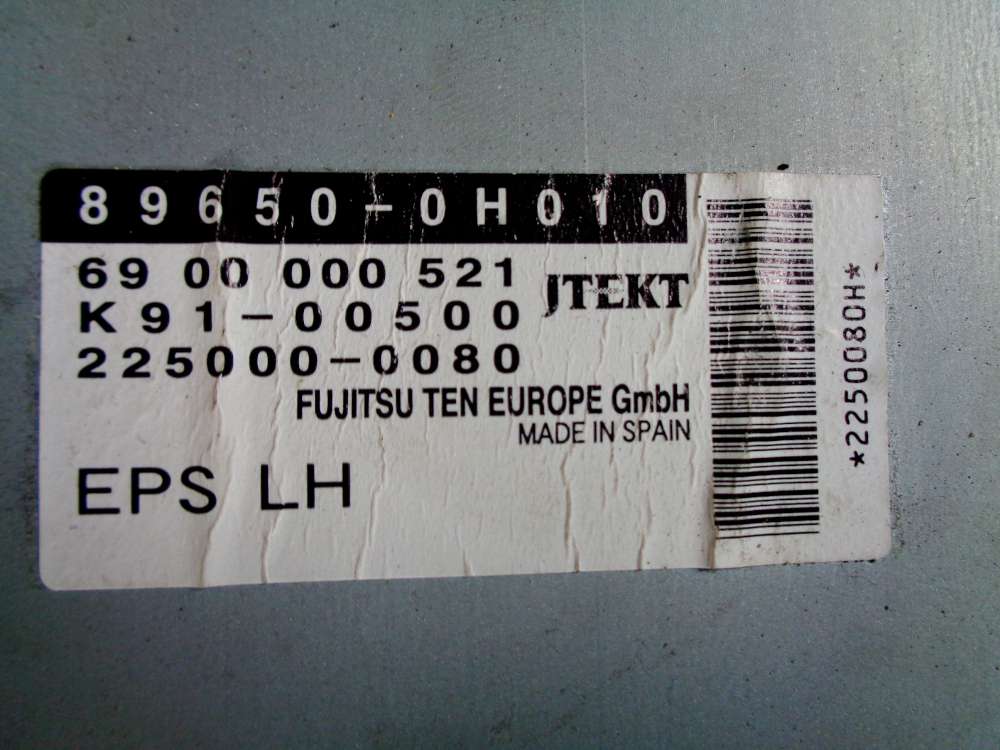 89650-0H010
69 00 000 521
JTEKT
K91-00500
225000-0080
FUJITSU TEN EUROPE GmbH
MADE IN SPAIN
EPS LH
*2250080H*